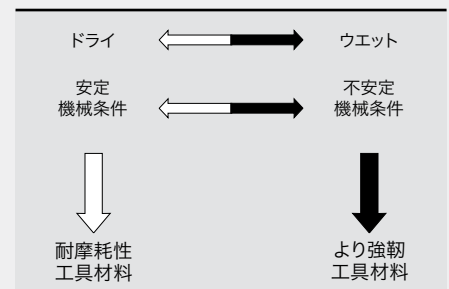 ドライ ウエット
安定 不安定
機械条件 機械条件
耐摩耗性 より強靭
工具材料 工具材料